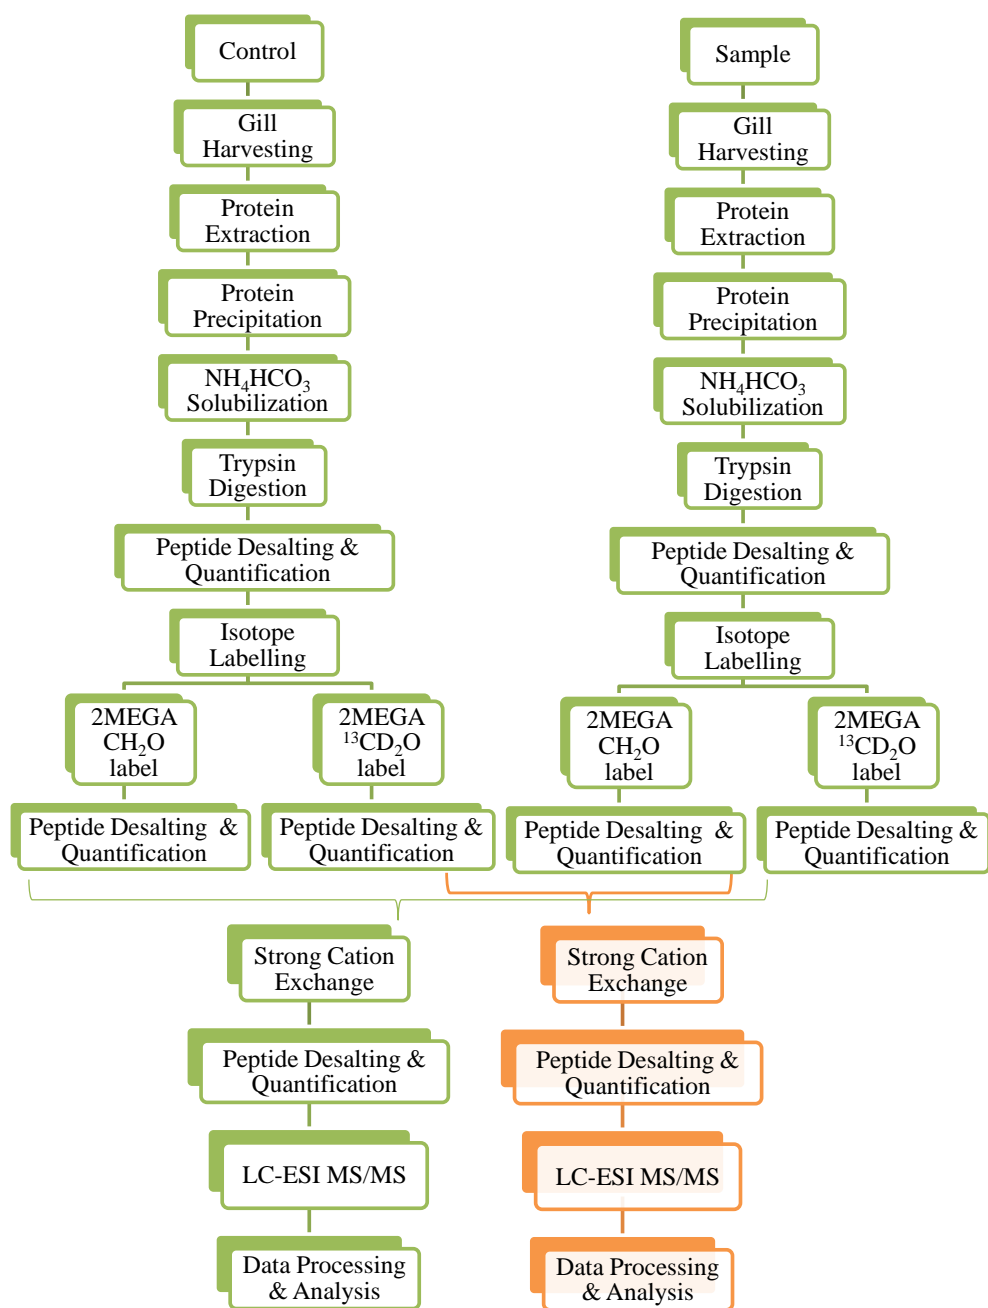 Control
Gill
Harvesting
Protein
Extraction
Protein
Precipitation
NH₄HCO₃
Solubilization
Trypsin
Digestion
Peptide Desalting &
Quantification
Isotope
Labelling
2MEGA
CH₂O
label
2MEGA
¹³CD₂O
label
Peptide Desalting &
Quantification
Peptide Desalting &
Quantification
Sample
Gill
Harvesting
Protein
Extraction
Protein
Precipitation
NH₄HCO₃
Solubilization
Trypsin
Digestion
Peptide Desalting &
Quantification
Isotope
Labelling
2MEGA
CH₂O
label
2MEGA
¹³CD₂O
label
Peptide Desalting &
Quantification
Peptide Desalting &
Quantification
Strong Cation
Exchange
Peptide Desalting &
Quantification
LC-ESI MS/MS
Data Processing
& Analysis
Strong Cation
Exchange
Peptide Desalting &
Quantification
LC-ESI MS/MS
Data Processing
& Analysis